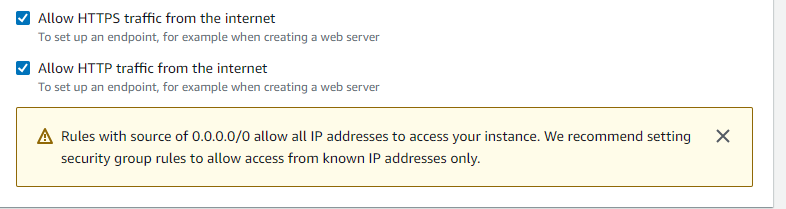 Allow HTTPS traffic from the internet
To set up an endpoint, for example when creating a web server
Allow HTTP traffic from the internet
To set up an endpoint, for example when creating a web server
Rules with source of 0.0.0.0/0 allow all IP addresses to access your instance. We recommend setting
security group rules to allow access from known IP addresses only.